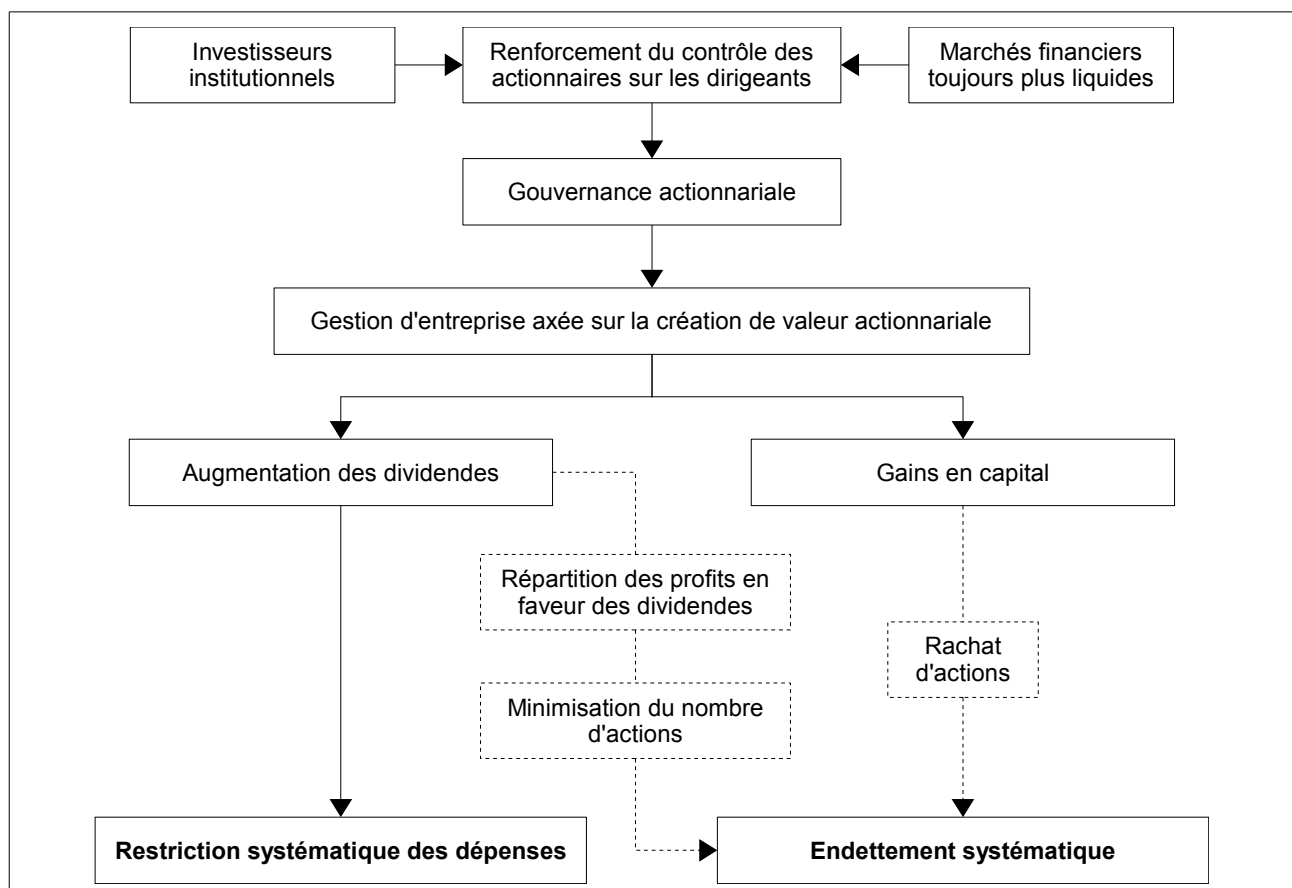 Investisseurs
institutionnels
Renforcement du contrôle des
actionnaires sur les dirigeants
Marchés financiers
toujours plus liquides
Gouvernance actionnariale
Gestion d'entreprise axée sur la création de valeur actionnariale
Augmentation des dividendes
Gains en capital
Répartition des profits en
faveur des dividendes
Rachat
d'actions
Minimisation du nombre
d'actions
Restriction systématique des dépenses
Endettement systématique